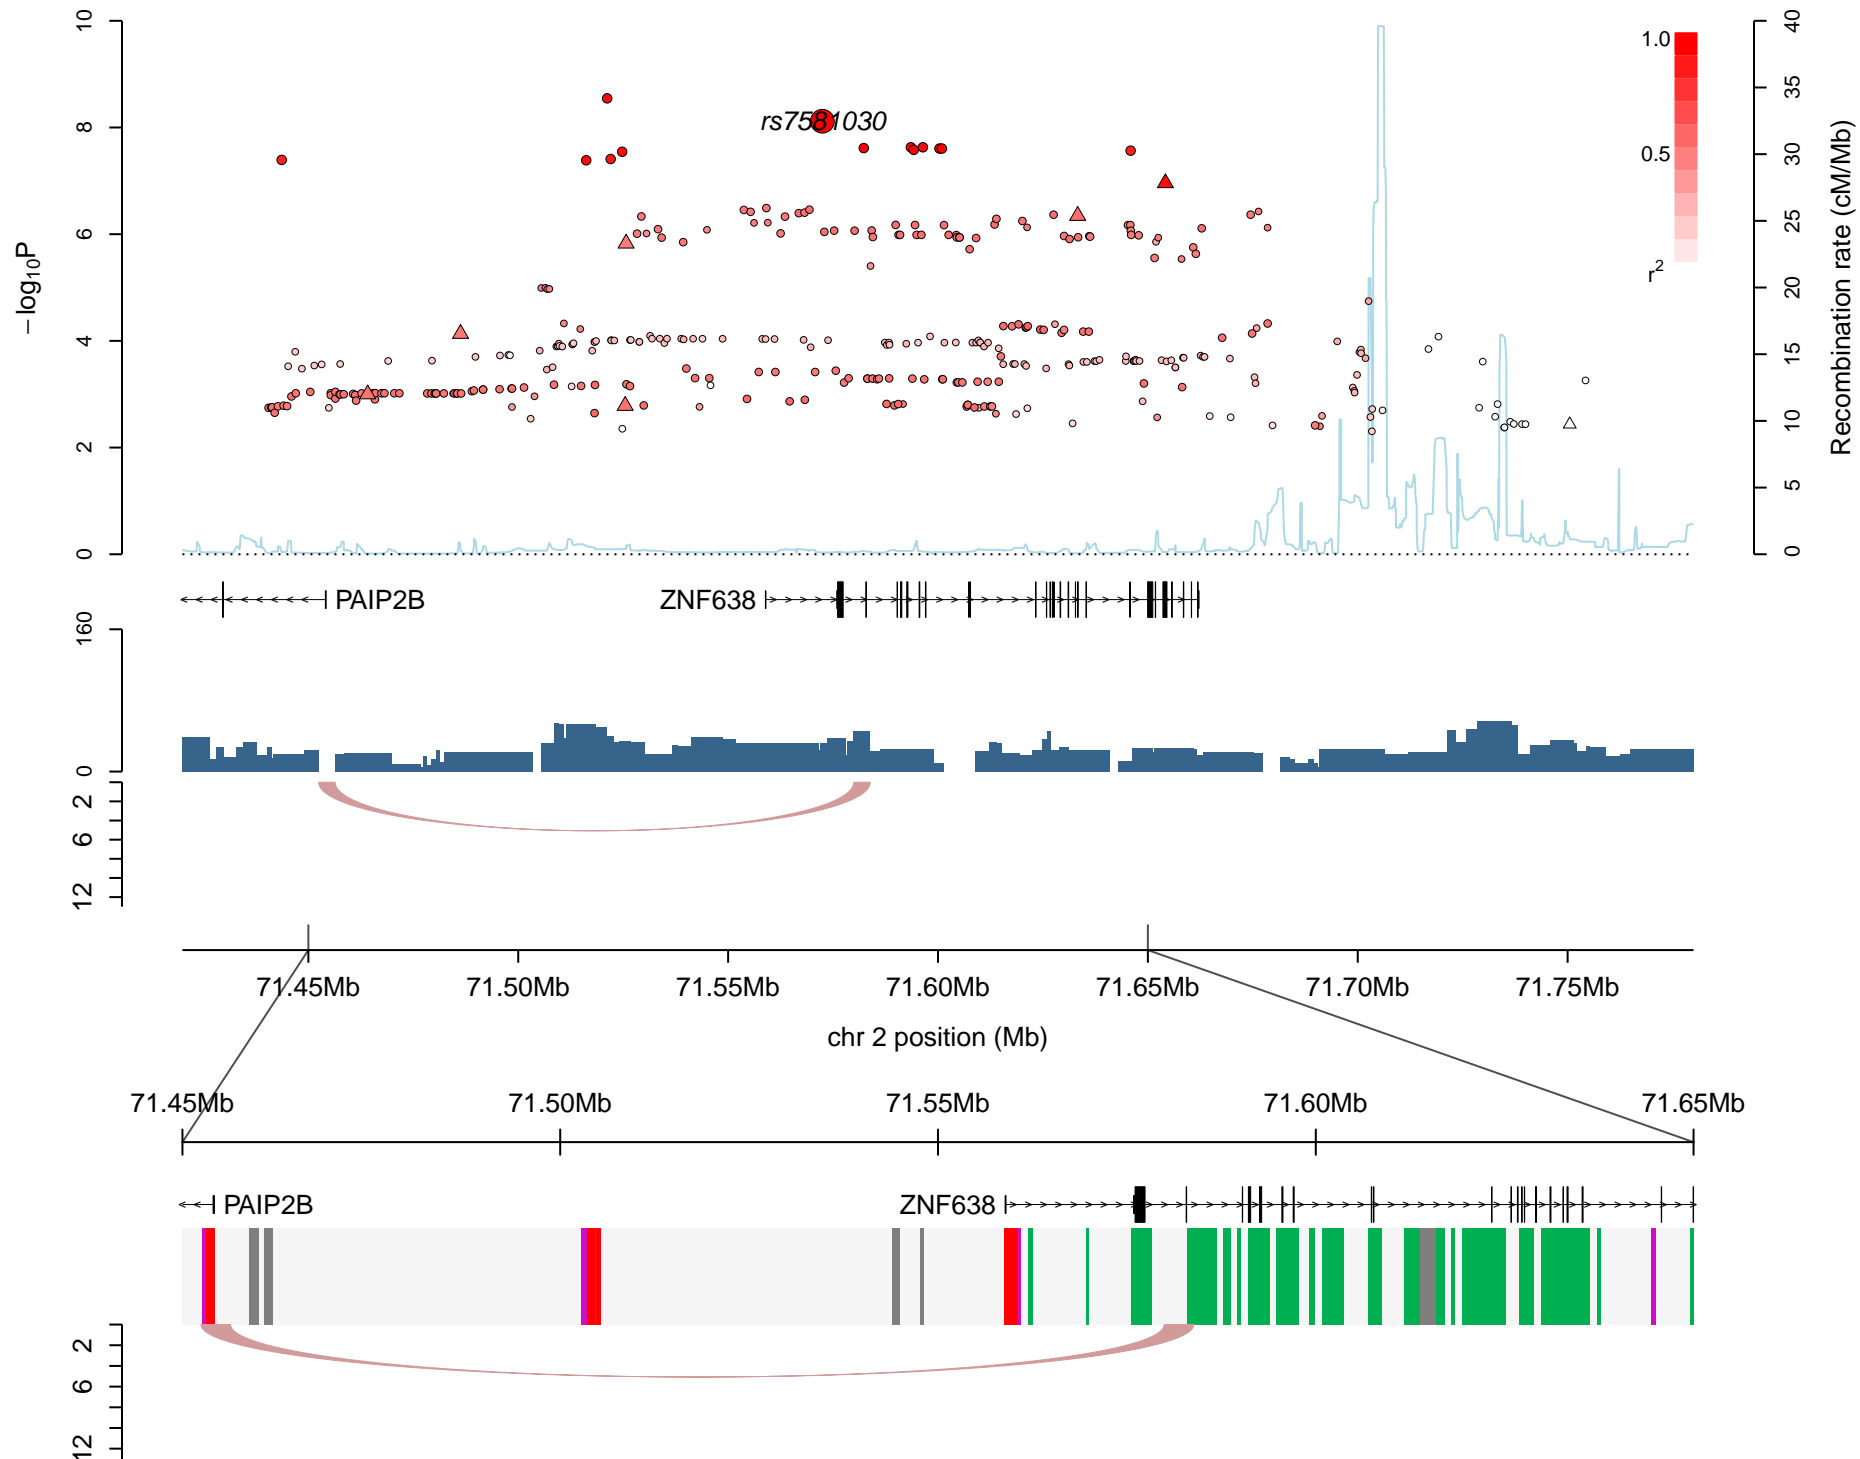 10
8
6
4
2
0
−log10P
rs7581030
1.0
0.5
r2
40
35
30
25
20
15
10
5
0
Recombination rate (cM/Mb)
PAIP2B
ZNF638
160
0
2
6
12
71.45Mb 71.50Mb 71.55Mb 71.60Mb 71.65Mb 71.70Mb 71.75Mb
chr 2 position (Mb)
71.45Mb 71.50Mb 71.55Mb 71.60Mb 71.65Mb
PAIP2B
ZNF638
2
6
12